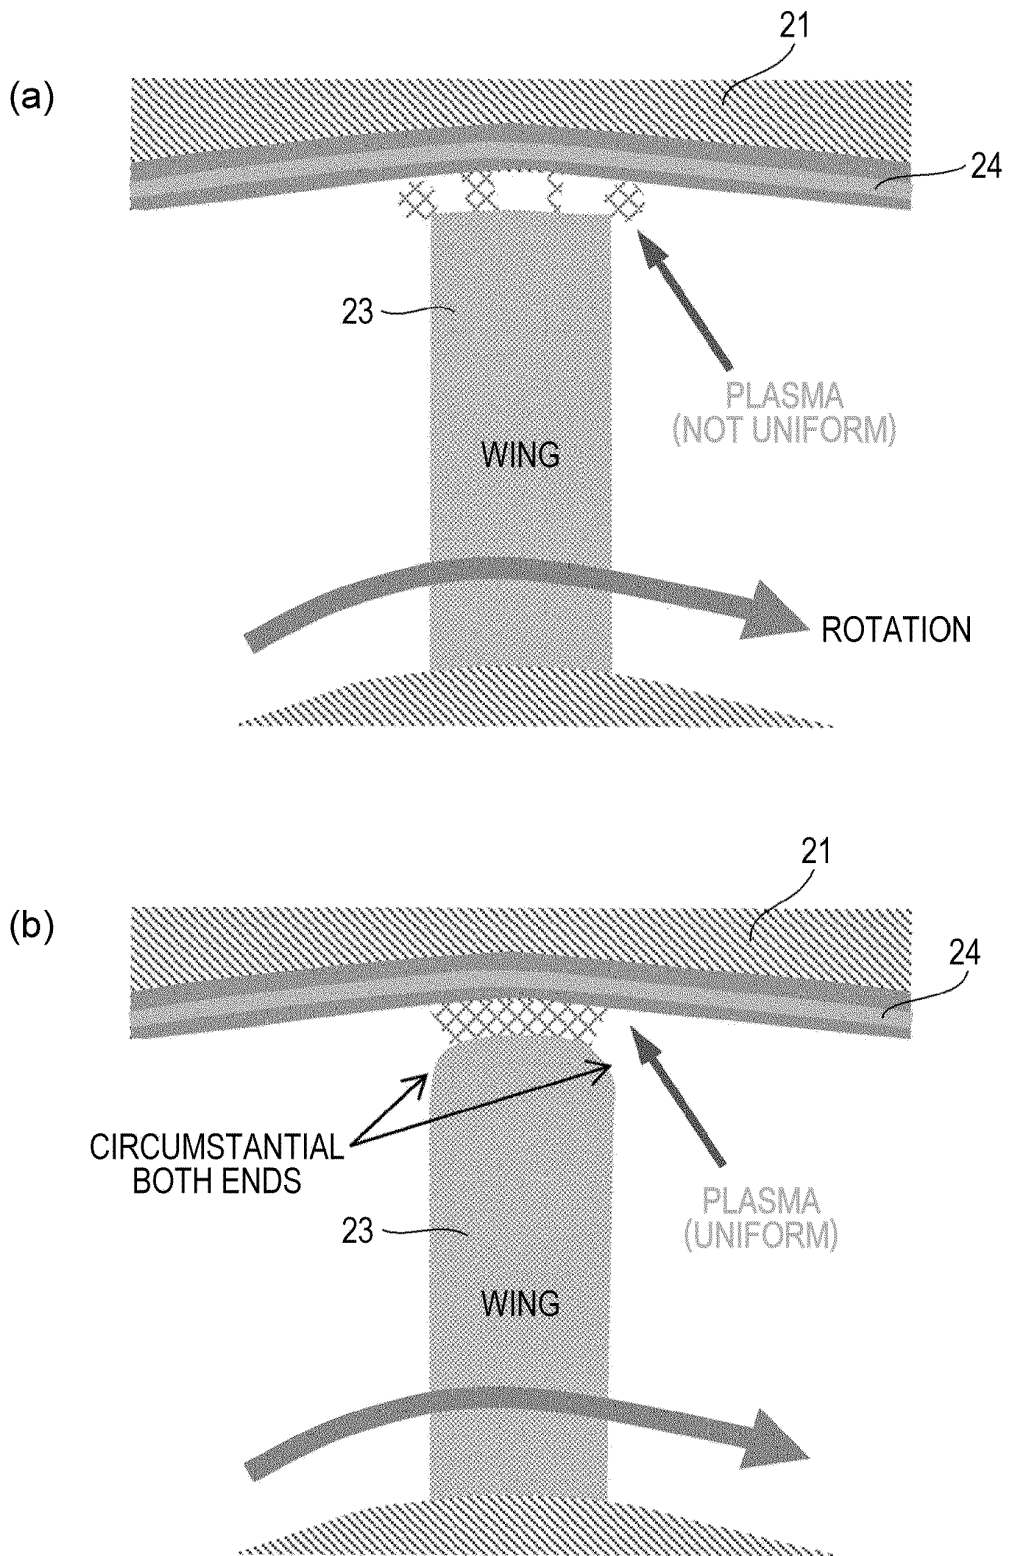 21
(a)
24
23
PLASMA
(NOT UNIFORM)
WING
ROTATION
21
(b)
24
CIRCUMSTANTIAL
BOTH ENDS
PLASMA
(UNIFORM)
23
WING